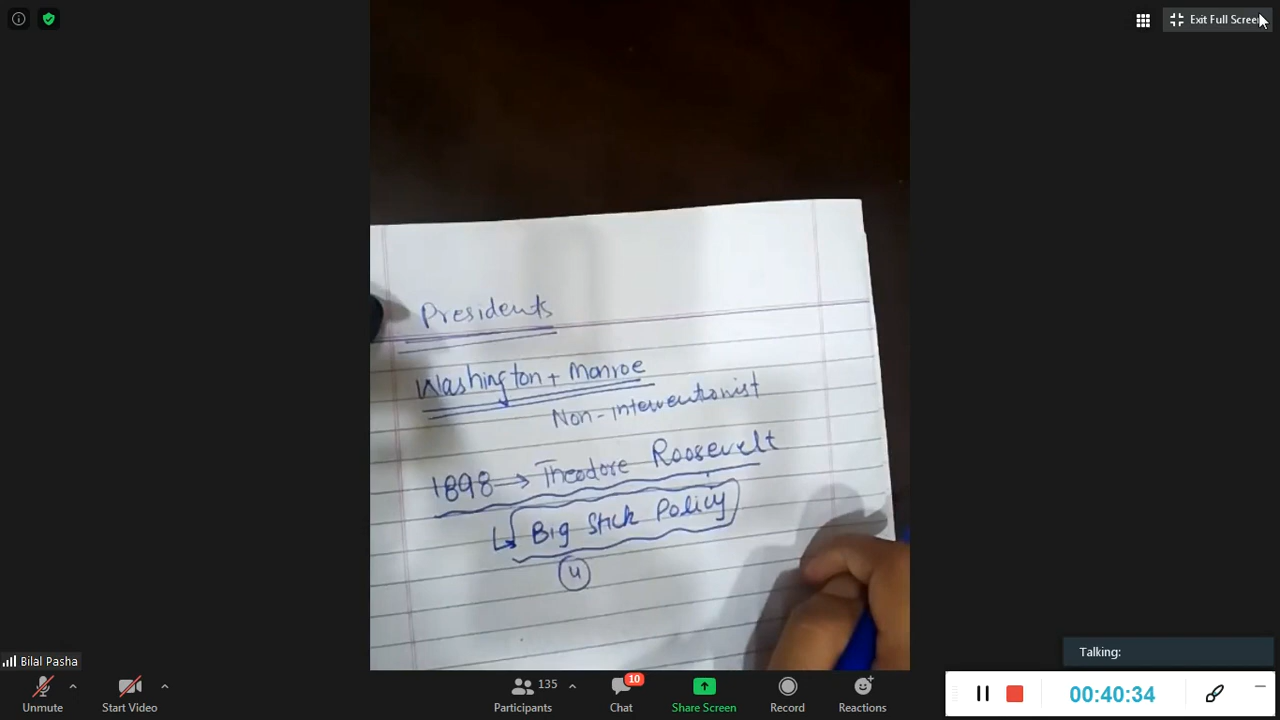 Exit Full Screen
Presidents
Washington + Monroe
Non-interventionist
1898 → Theodore Roosevelt
↳ Big Stick Policy
4
Bilal Pasha
Talking:
Unmute
Start Video
135
Participants
10
Chat
Share Screen
Record
Reactions
00:40:34